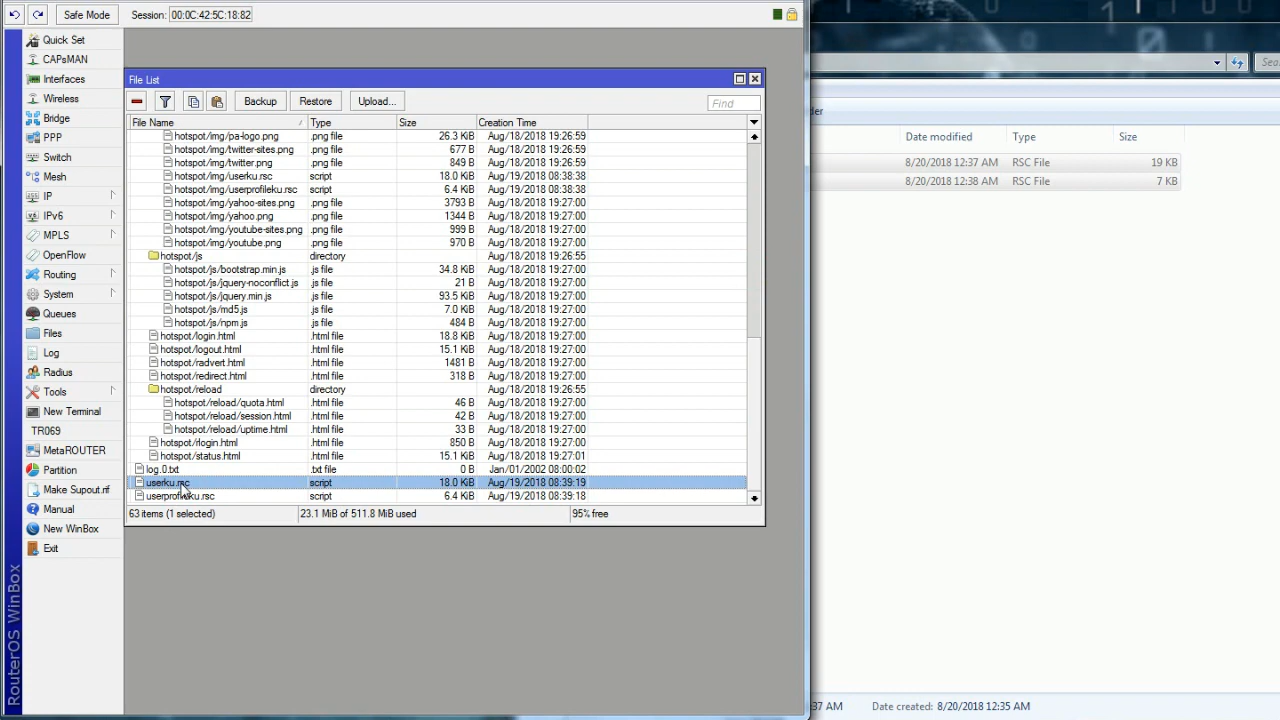 Safe Mode Session: 00:0C:42:5C:18:82
Quick Set
CAPsMAN
Interfaces
Wireless
Bridge
PPP
Switch
Mesh
IP
IPv6
MPLS
OpenFlow
Routing
System
Queues
Files
Log
Radius
Tools
New Terminal
TR069
MetaROUTER
Partition
Make Supout.rif
Manual
New WinBox
Exit
RouterOS WinBox
File List
Backup Restore Upload... Find
File Name / Type Size Creation Time
hotspot/img/pa-logo.png .png file 26.3 KiB Aug/18/2018 19:26:59
hotspot/img/twitter-sites.png .png file 677 B Aug/18/2018 19:26:59
hotspot/img/twitter.png .png file 849 B Aug/18/2018 19:26:59
hotspot/img/userku.rsc script 18.0 KiB Aug/19/2018 08:38:38
hotspot/img/userprofileku.rsc script 6.4 KiB Aug/19/2018 08:38:38
hotspot/img/yahoo-sites.png .png file 3793 B Aug/18/2018 19:27:00
hotspot/img/yahoo.png .png file 1344 B Aug/18/2018 19:27:00
hotspot/img/youtube-sites.png .png file 999 B Aug/18/2018 19:27:00
hotspot/img/youtube.png .png file 970 B Aug/18/2018 19:27:00
hotspot/js directory Aug/18/2018 19:26:55
hotspot/js/bootstrap.min.js .js file 34.8 KiB Aug/18/2018 19:27:00
hotspot/js/jquery-noconflict.js .js file 21 B Aug/18/2018 19:27:00
hotspot/js/jquery.min.js .js file 93.5 KiB Aug/18/2018 19:27:00
hotspot/js/md5.js .js file 7.0 KiB Aug/18/2018 19:27:00
hotspot/js/npm.js .js file 484 B Aug/18/2018 19:27:00
hotspot/login.html .html file 18.8 KiB Aug/18/2018 19:27:00
hotspot/logout.html .html file 15.1 KiB Aug/18/2018 19:27:00
hotspot/radvert.html .html file 1481 B Aug/18/2018 19:27:00
hotspot/redirect.html .html file 318 B Aug/18/2018 19:27:00
hotspot/reload directory Aug/18/2018 19:26:55
hotspot/reload/quota.html .html file 46 B Aug/18/2018 19:27:00
hotspot/reload/session.html .html file 42 B Aug/18/2018 19:27:00
hotspot/reload/uptime.html .html file 33 B Aug/18/2018 19:27:00
hotspot/rlogin.html .html file 850 B Aug/18/2018 19:27:00
hotspot/status.html .html file 15.1 KiB Aug/18/2018 19:27:01
log.0.txt .txt file 0 B Jan/01/2002 08:00:02
userku.rsc script 18.0 KiB Aug/19/2018 08:39:19
userprofileku.rsc script 6.4 KiB Aug/19/2018 08:39:18
63 items (1 selected) 23.1 MiB of 511.8 MiB used 95% free
Sea
der
Date modified Type Size
8/20/2018 12:37 AM RSC File 19 KB
8/20/2018 12:38 AM RSC File 7 KB
37 AM Date created: 8/20/2018 12:35 AM